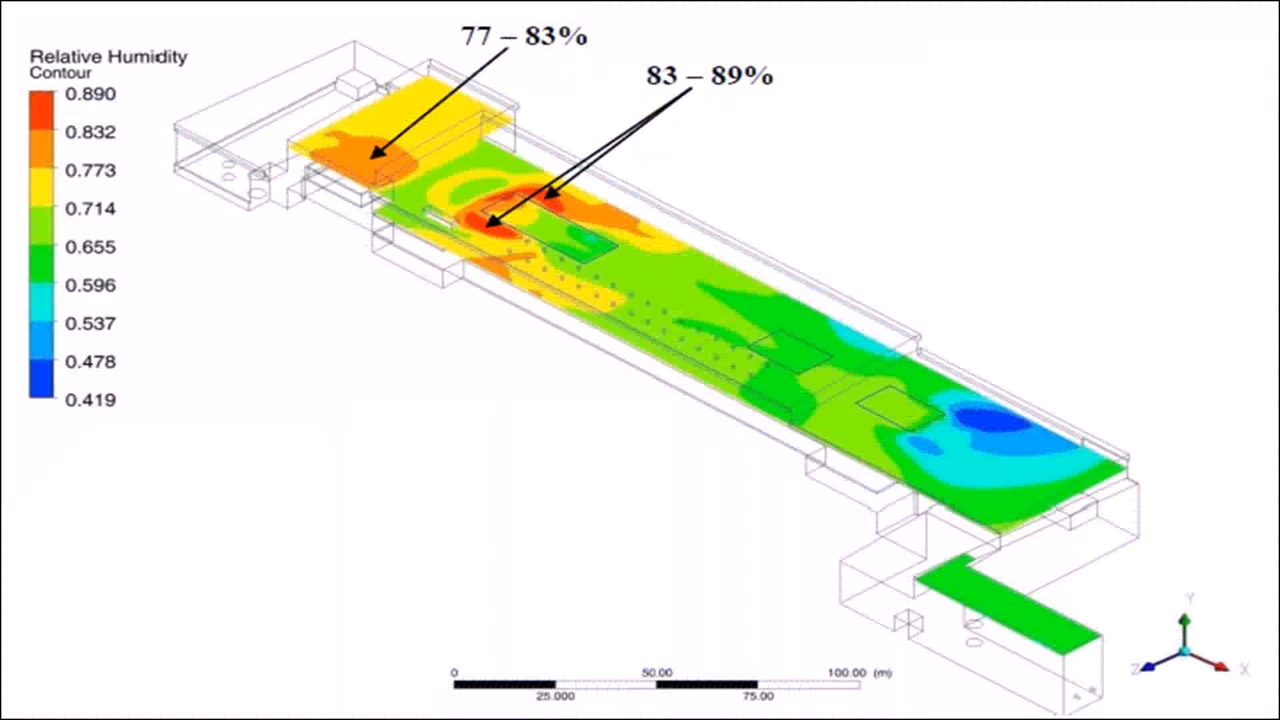 77 – 83%
83 – 89%
Relative Humidity
Contour
0.890
0.832
0.773
0.714
0.655
0.596
0.537
0.478
0.419
0 50.00 100.00 (m)
25.000 75.00
Y
Z X